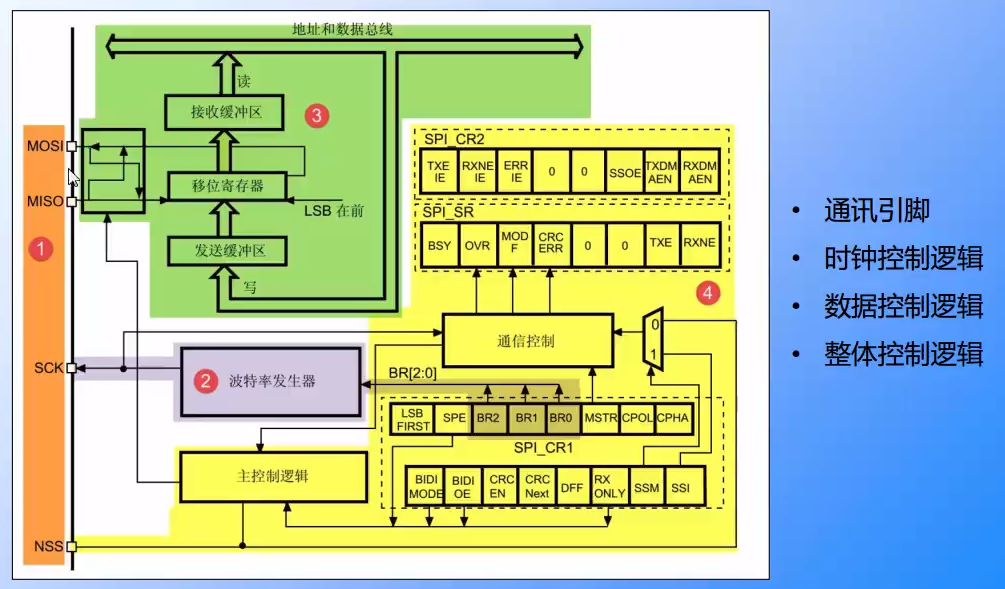 地址和数据总线
读
接收缓冲区
3
MOSI
移位寄存器
MISO
LSB 在前
1
发送缓冲区
写
SPI_CR2
TXE IE
RXNE IE
ERR IE
0
0
SSOE
TXDM AEN
RXDM AEN
SPI_SR
BSY
OVR
MOD F
CRC ERR
0
0
TXE
RXNE
4
通信控制
0
1
SCK
2
波特率发生器
BR[2:0]
LSB FIRST
SPE
BR2
BR1
BR0
MSTR
CPOL
CPHA
SPI_CR1
主控制逻辑
BIDI MODE
BIDI OE
CRC EN
CRC Next
DFF
RX ONLY
SSM
SSI
NSS
• 通讯引脚
• 时钟控制逻辑
• 数据控制逻辑
• 整体控制逻辑